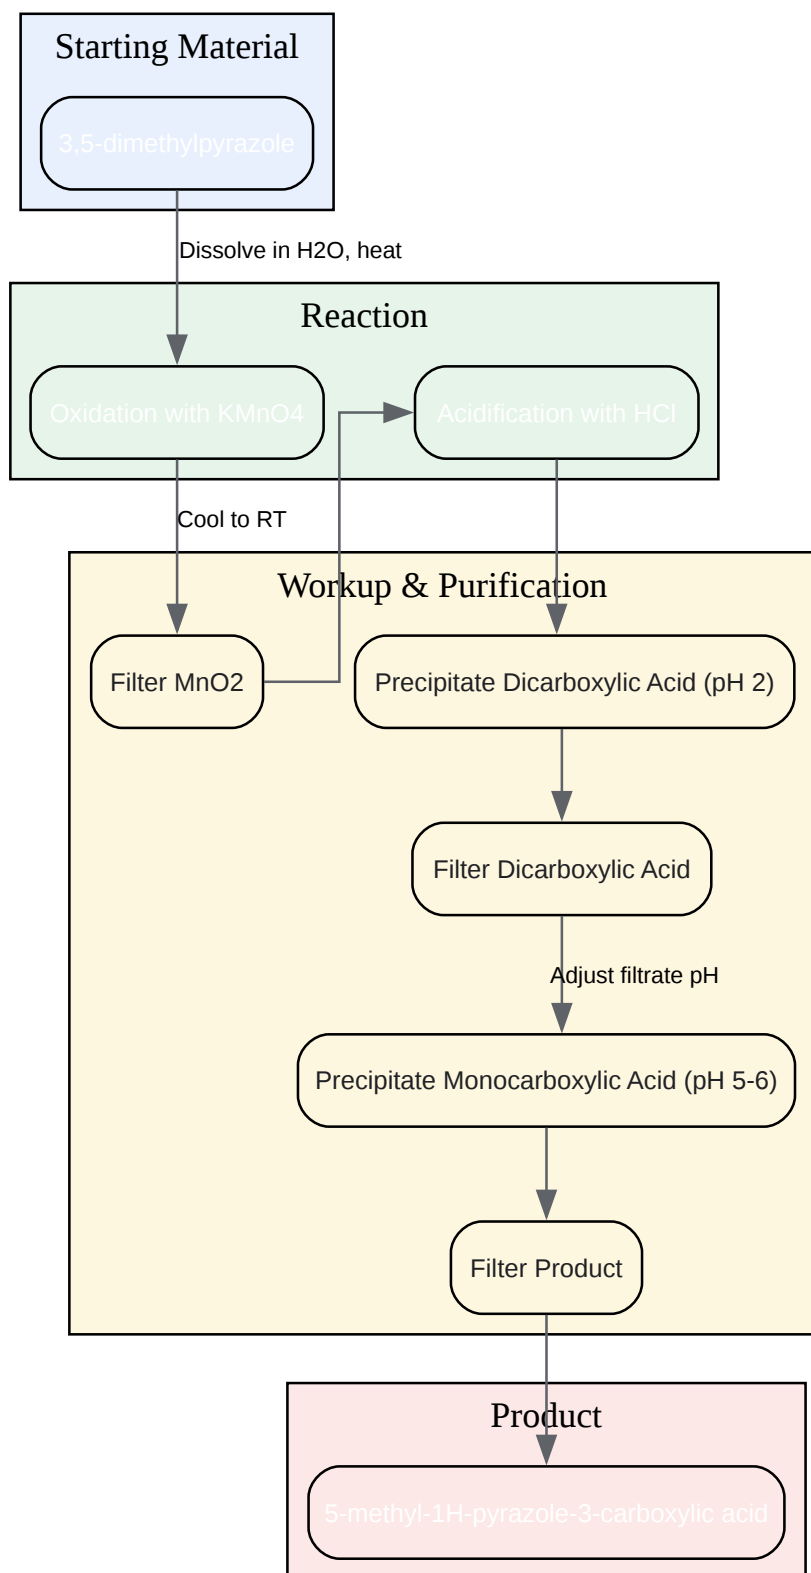 Starting Material
3,5-dimethylpyrazole
Dissolve in H2O, heat
Reaction
Oxidation with KMnO4
Acidification with HCl
Cool to RT
Workup & Purification
Filter MnO2
Precipitate Dicarboxylic Acid (pH 2)
Filter Dicarboxylic Acid
Adjust filtrate pH
Precipitate Monocarboxylic Acid (pH 5-6)
Filter Product
Product
5-methyl-1H-pyrazole-3-carboxylic acid